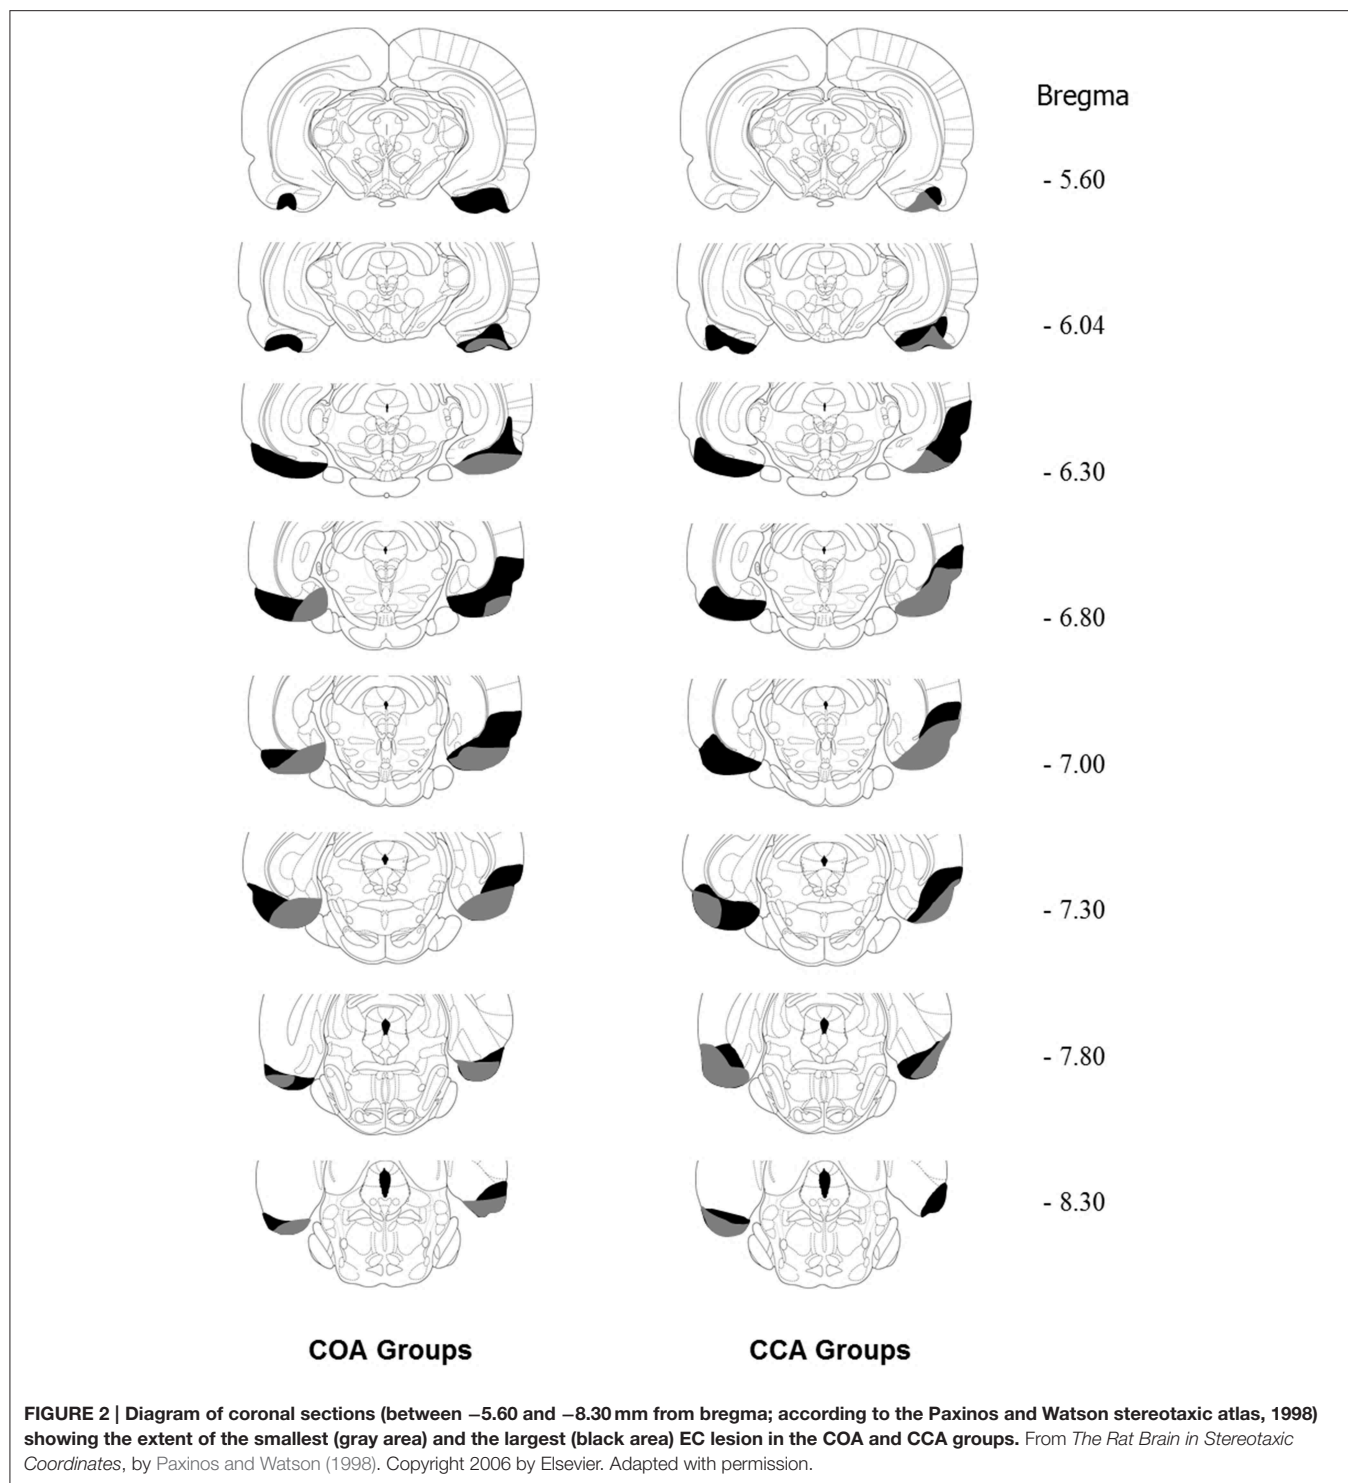 Bregma
- 5.60
- 6.04
- 6.30
- 6.80
- 7.00
- 7.30
- 7.80
- 8.30
COA Groups
CCA Groups
FIGURE 2 | Diagram of coronal sections (between −5.60 and −8.30 mm from bregma; according to the Paxinos and Watson stereotaxic atlas, 1998)
showing the extent of the smallest (gray area) and the largest (black area) EC lesion in the COA and CCA groups. From The Rat Brain in Stereotaxic
Coordinates, by Paxinos and Watson (1998). Copyright 2006 by Elsevier. Adapted with permission.